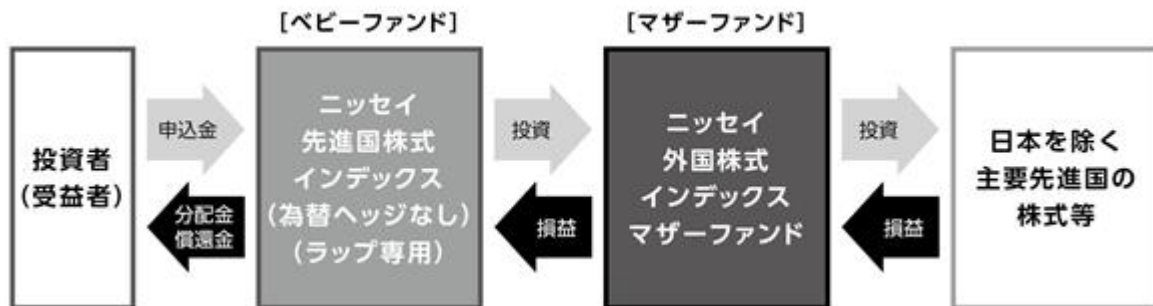 [ベビーファンド]
[マザーファンド]
投資者
(受益者)
申込金
分配金
償還金
ニッセイ
先進国株式
インデックス
(為替ヘッジなし)
(ラップ専用)
投資
損益
ニッセイ
外国株式
インデックス
マザーファンド
投資
損益
日本を除く
主要先進国の
株式等